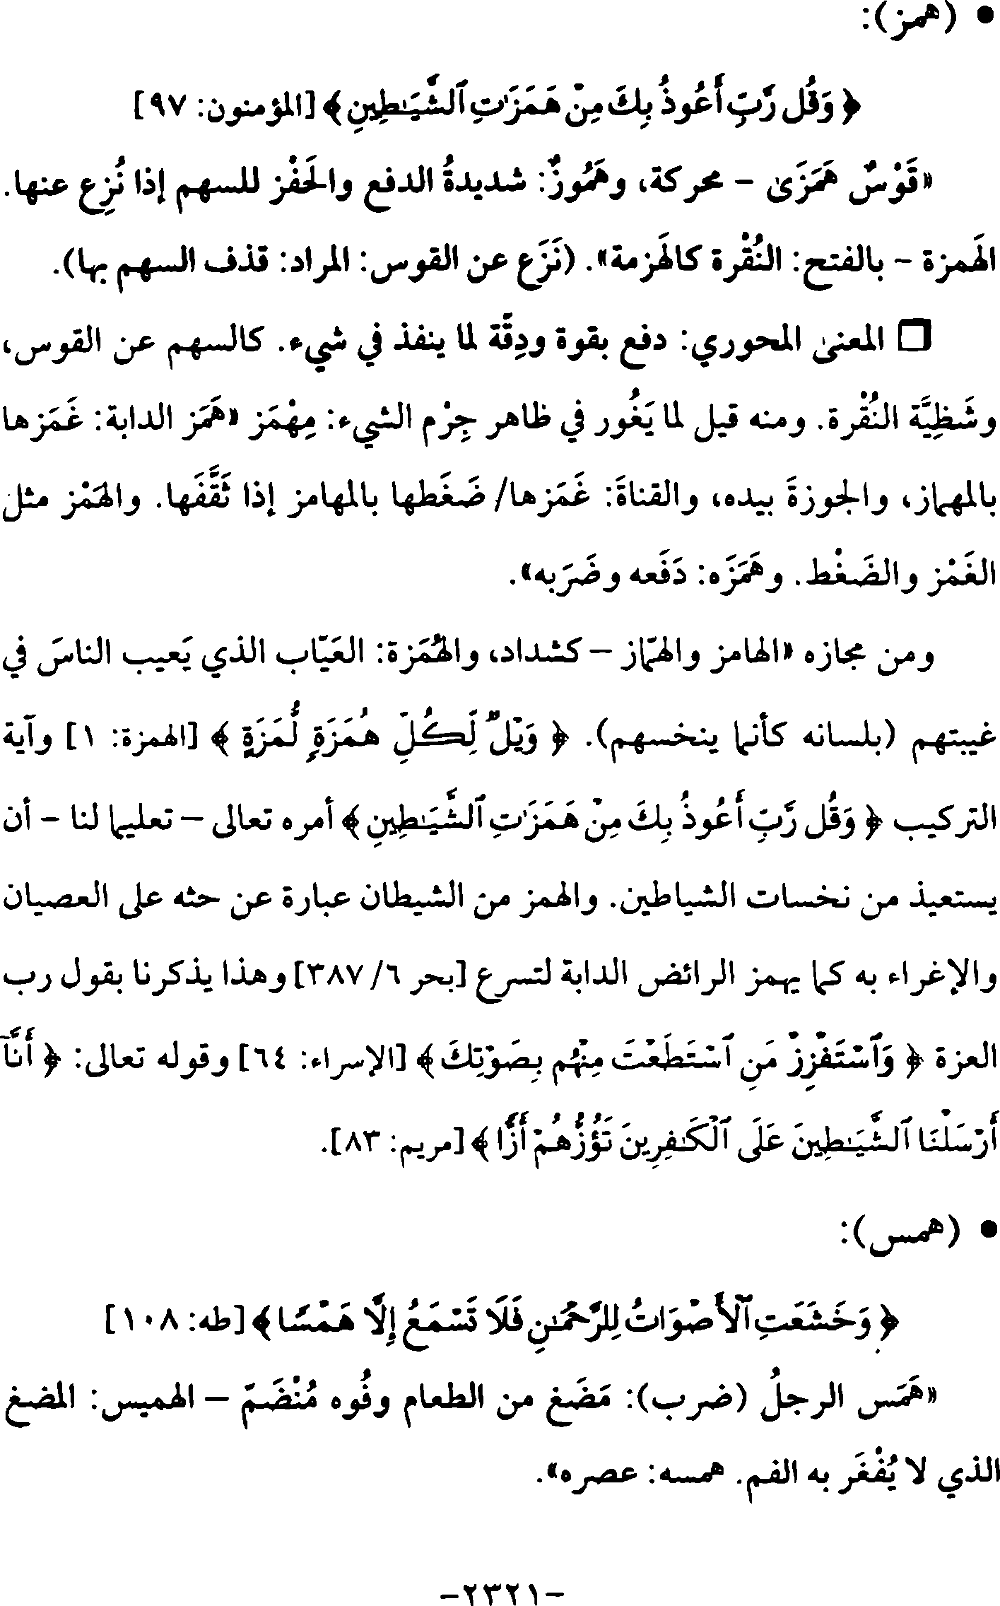 • (همز):
﴿ وَقُل رَّبِّ أَعُوذُ بِكَ مِنْ هَمَزَٰتِ ٱلشَّيَٰطِينِ ﴾ [المؤمنون: ٩٧]
«قَوْسٌ هَمَزَىٰ – محركة، وهَمُوزٌ: شديدةُ الدفع والحَفْز للسهم إذا نُزِع عنها.
الهَمزة – بالفتح: النُقْرة كالهَزمة». (نَزَع عن القوس: المراد: قذف السهم بها).
□ المعنىٰ المحوري: دفع بقوة ودِقَّة لما ينفذ في شيء. كالسهم عن القوس،
وشَظِيَّة النُقْرة. ومنه قيل لما يَغُور في ظاهر جِرْم الشيء: مِهْمَز «هَمَز الدابة: غَمَزها
بالمهماز، والجوزةَ بيده، والقناةَ: غَمَزها/ ضَغَطها بالمهامز إذا ثَقَّفَها. والهَمْز مثل
الغَمْز والضَغْط. وهَمَزَه: دَفَعه وضَرَبه».
ومن مجازه «الهامز والهمّاز – كشداد، والهُمَزة: العَيّاب الذي يَعيب الناسَ في
غيبتهم (بلسانه كأنما ينخسهم). ﴿ وَيْلٌ لِّكُلِّ هُمَزَةٍ لُّمَزَةٍ ﴾ [الهمزة: ١] وآية
التركيب ﴿ وَقُل رَّبِّ أَعُوذُ بِكَ مِنْ هَمَزَٰتِ ٱلشَّيَٰطِينِ ﴾ أمره تعالى – تعليما لنا – أن
يستعيذ من نخسات الشياطين. والهمز من الشيطان عبارة عن حثه على العصيان
والإغراء به كما يهمز الرائض الدابة لتسرع [بحر ٦/ ٣٨٧] وهذا يذكرنا بقول رب
العزة ﴿ وَٱسْتَفْزِزْ مَنِ ٱسْتَطَعْتَ مِنْهُم بِصَوْتِكَ ﴾ [الإسراء: ٦٤] وقوله تعالى: ﴿ أَنَّآ
أَرْسَلْنَا ٱلشَّيَٰطِينَ عَلَى ٱلْكَٰفِرِينَ تَؤُزُّهُمْ أَزًّا ﴾ [مريم: ٨٣].
• (همس):
﴿ وَخَشَعَتِ ٱلْأَصْوَاتُ لِلرَّحْمَٰنِ فَلَا تَسْمَعُ إِلَّا هَمْسًا ﴾ [طه: ١٠٨]
«هَمَس الرجلُ (ضرب): مَضَغ من الطعام وفُوه مُنْضَمّ – الهميس: المضغ
الذي لا يُفْغَر به الفم. همسه: عصره».
–٢٣٢١–